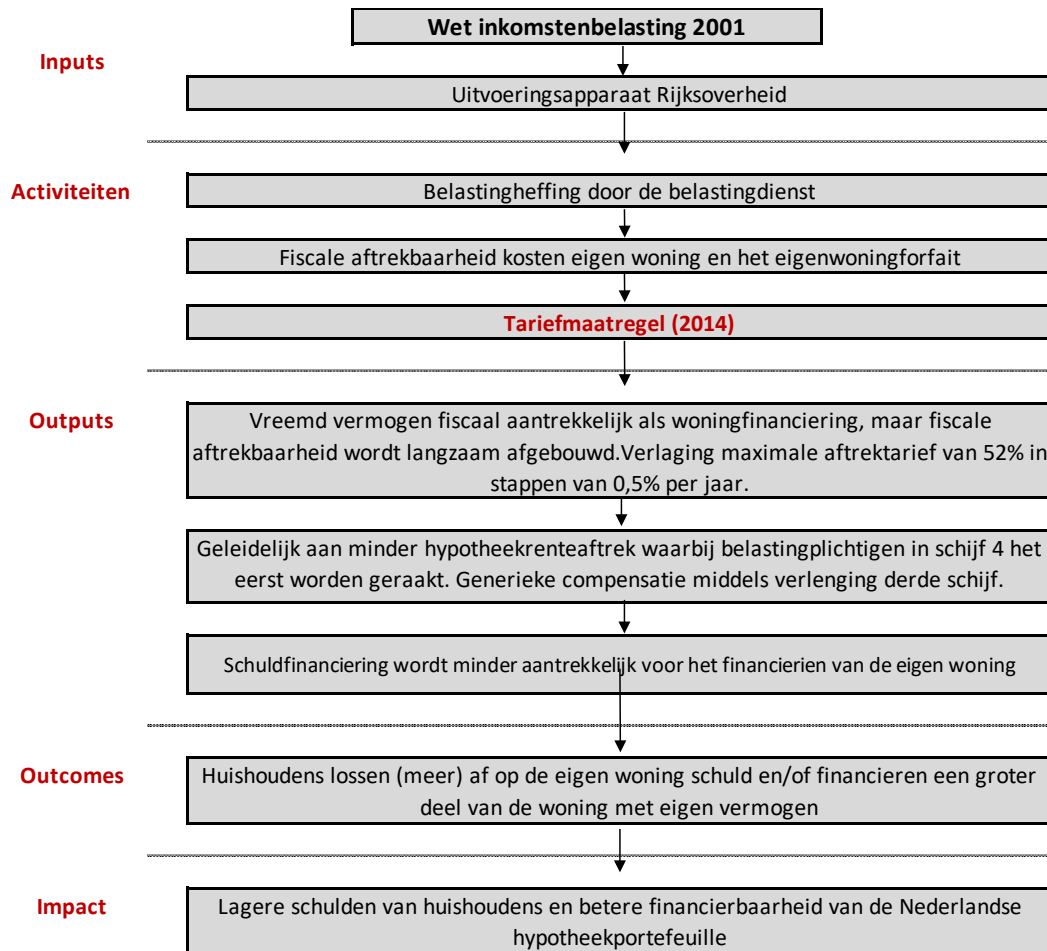 Wet inkomstenbelasting 2001
Inputs
Uitvoeringsapparaat Rijksoverheid
Activiteiten
Belastingheffing door de belastingdienst
Fiscale aftrekbaarheid kosten eigen woning en het eigenwoningforfait
Tariefmaatregel (2014)
Outputs
Vreemd vermogen fiscaal aantrekkelijk als woningfinanciering, maar fiscale
aftrekbaarheid wordt langzaam afgebouwd.Verlaging maximale aftrektarief van 52% in
stappen van 0,5% per jaar.
Geleidelijk aan minder hypotheekrenteaftrek waarbij belastingplichtigen in schijf 4 het
eerst worden geraakt. Generieke compensatie middels verlenging derde schijf.
Schuldfinanciering wordt minder aantrekkelijk voor het financierien van de eigen woning
Outcomes
Huishoudens lossen (meer) af op de eigen woning schuld en/of financieren een groter
deel van de woning met eigen vermogen
Impact
Lagere schulden van huishoudens en betere financierbaarheid van de Nederlandse
hypotheekportefeuille